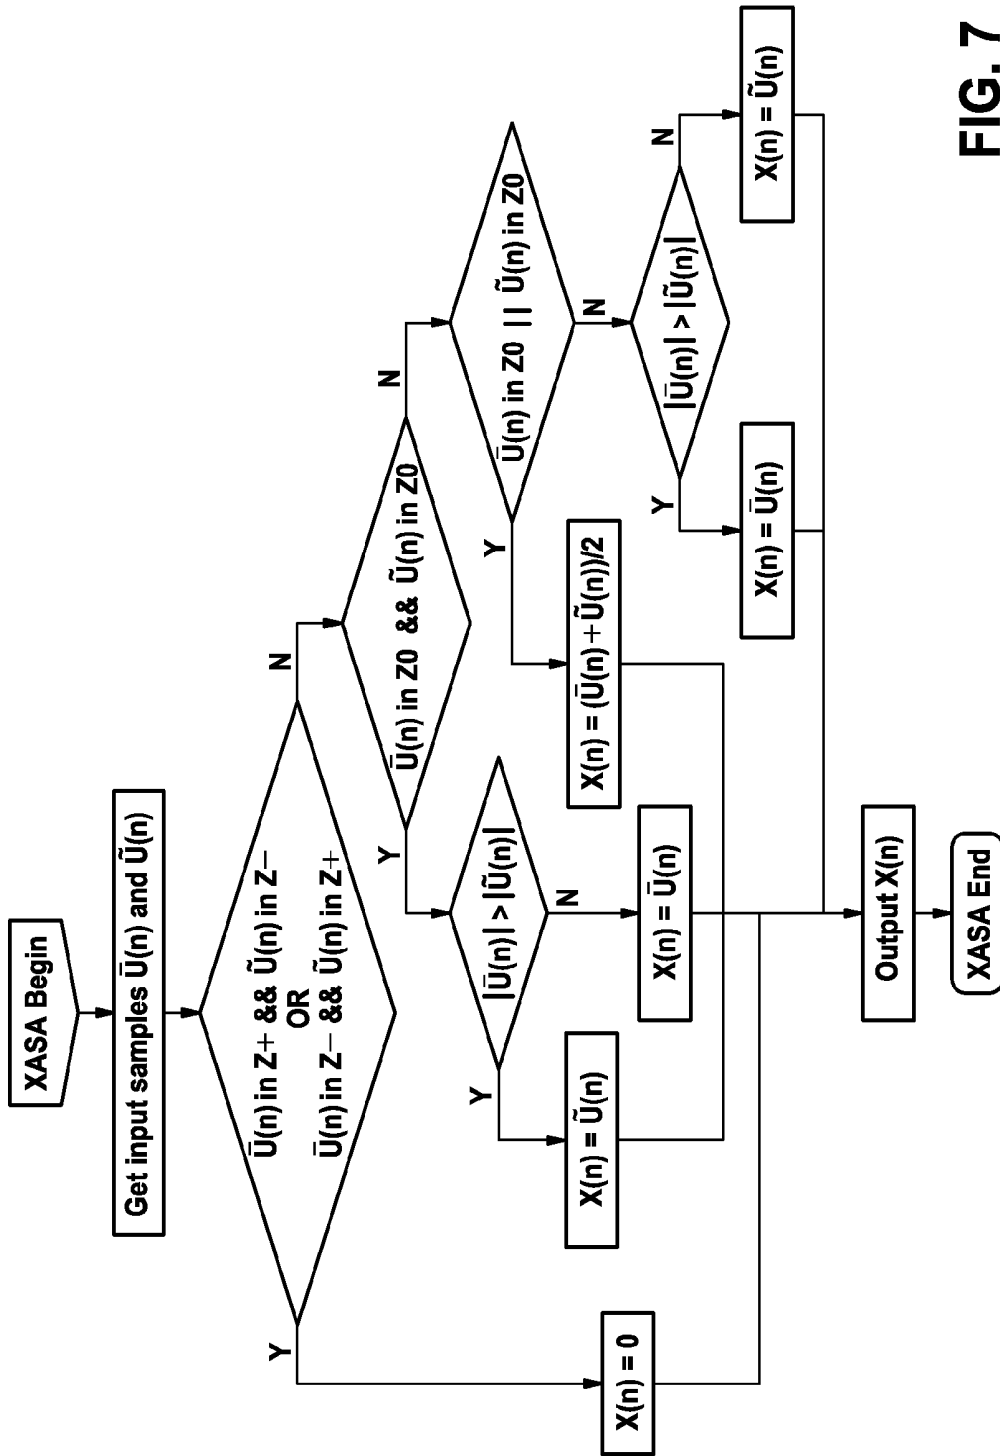 XASA Begin
Get input samples Ū(n) and Ũ(n)
Ū(n) in Z+ && Ũ(n) in Z−
OR
Ū(n) in Z− && Ũ(n) in Z+
Y
N
Ū(n) in Z0 && Ũ(n) in Z0
Y
N
|Ū(n)| > |Ũ(n)|
Y
N
Ū(n) in Z0 || Ũ(n) in Z0
Y
N
|Ū(n)| > |Ũ(n)|
Y
N
X(n) = 0
X(n) = Ũ(n)
X(n) = Ū(n)
X(n) = (Ū(n) + Ũ(n))/2
X(n) = Ū(n)
X(n) = Ũ(n)
Output X(n)
XASA End
FIG. 7